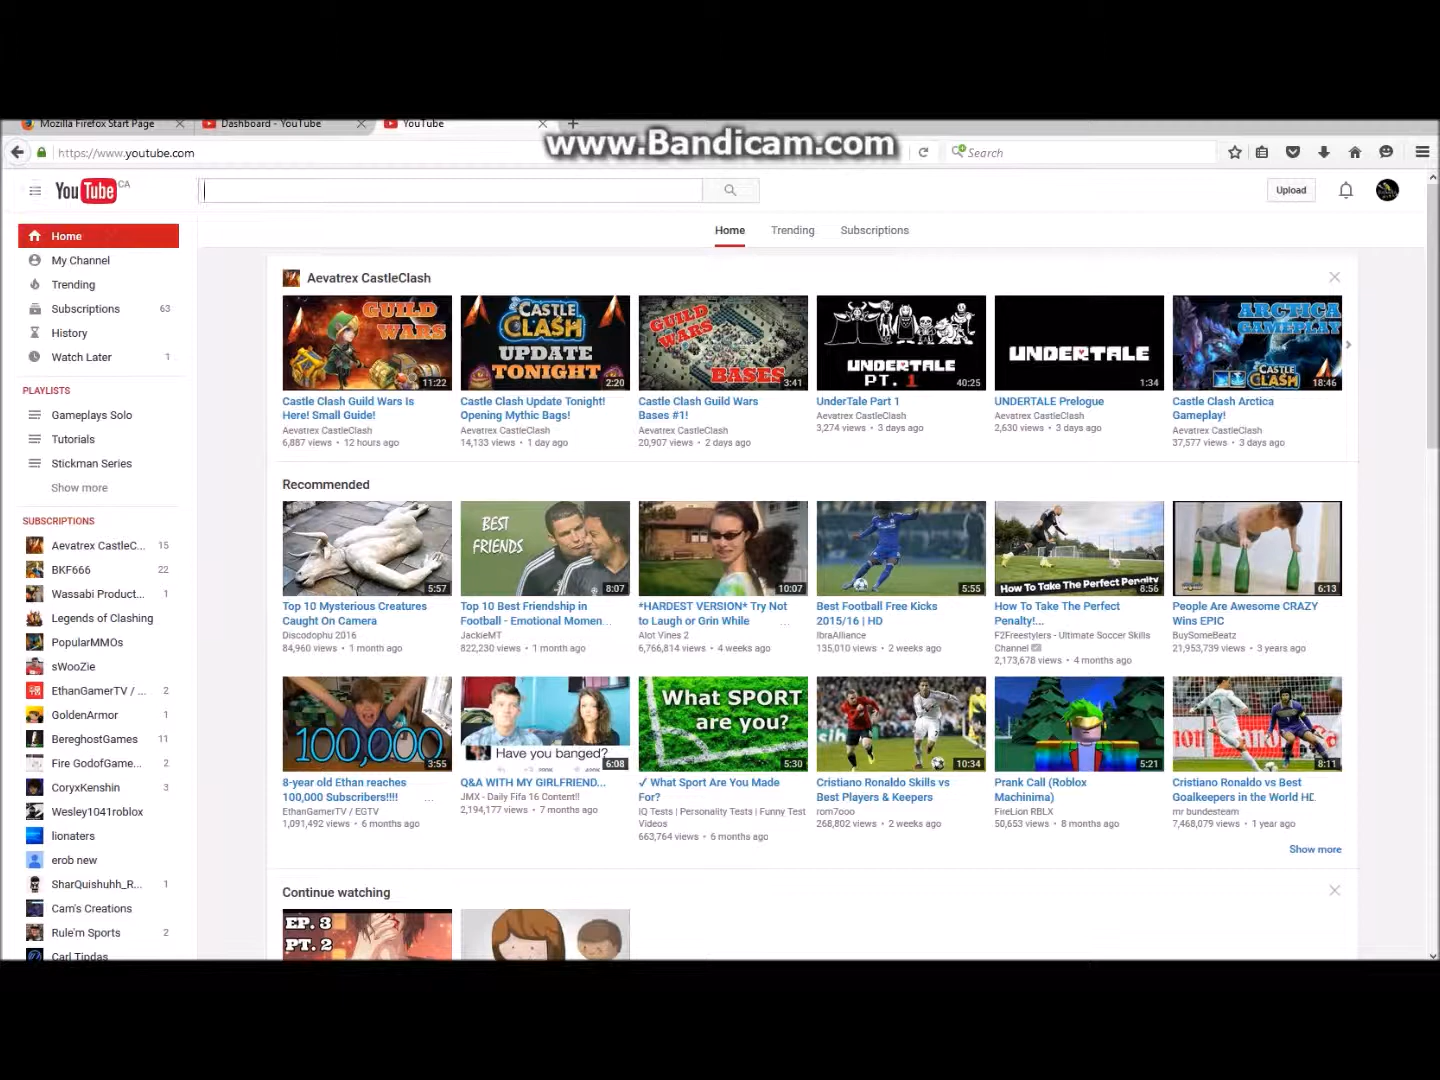 Mozilla Firefox Start Page
Dashboard - YouTube
YouTube
www.Bandicam.com
https://www.youtube.com
Search
YouTube CA
Upload
Home
My Channel
Trending
Subscriptions 63
History
Watch Later 1
PLAYLISTS
Gameplays Solo
Tutorials
Stickman Series
Show more
SUBSCRIPTIONS
Aevatrex CastleC... 15
BKF666 22
Wassabi Product... 1
Legends of Clashing
PopularMMOs
sWooZie
EthanGamerTV / ... 2
GoldenArmor 1
BereghostGames 11
Fire GodofGame... 2
CoryxKenshin 3
Wesley1041roblox
lionaters
erob new
SharQuishuhh_R... 1
Cam's Creations
Rule'm Sports 2
Carl Tipdas
Home Trending Subscriptions
Aevatrex CastleClash
GUILD WARS
11:22
CASTLE CLASH
UPDATE
TONIGHT
2:20
GUILD WARS
BASES
3:41
UNDERTALE
PT. 1
40:25
UNDERTALE
1:34
ARCTICA
GAMEPLAY
CASTLE CLASH
18:46
Castle Clash Guild Wars Is
Here! Small Guide!
Aevatrex CastleClash
6,887 views • 12 hours ago
Castle Clash Update Tonight!
Opening Mythic Bags!
Aevatrex CastleClash
14,133 views • 1 day ago
Castle Clash Guild Wars
Bases #1!
Aevatrex CastleClash
20,907 views • 2 days ago
UnderTale Part 1
Aevatrex CastleClash
3,274 views • 3 days ago
UNDERTALE Prelogue
Aevatrex CastleClash
2,630 views • 3 days ago
Castle Clash Arctica
Gameplay!
Aevatrex CastleClash
37,577 views • 3 days ago
Recommended
5:57
BEST
FRIENDS
8:07
10:07
5:55
How To Take The Perfect Penalty
8:56
6:13
Top 10 Mysterious Creatures
Caught On Camera
Discodophu 2016
84,960 views • 1 month ago
Top 10 Best Friendship in
Football - Emotional Momen...
JackieMT
822,230 views • 1 month ago
*HARDEST VERSION* Try Not
to Laugh or Grin While ...
Alot Vines 2
6,766,814 views • 4 weeks ago
Best Football Free Kicks
2015/16 | HD
IbraAlliance
135,010 views • 2 weeks ago
How To Take The Perfect
Penalty!...
F2Freestylers - Ultimate Soccer Skills
Channel
2,173,678 views • 4 months ago
People Are Awesome CRAZY
Wins EPIC
BuySomeBeatz
21,953,739 views • 3 years ago
100,000
3:55
Have you banged?
6:08
What SPORT
are you?
5:30
10:34
5:21
8:11
8-year old Ethan reaches
100,000 Subscribers!!!! ...
EthanGamerTV / EGTV
1,091,492 views • 6 months ago
Q&A WITH MY GIRLFRIEND...
JMX - Daily Fifa 16 Content!!
2,194,177 views • 7 months ago
✓ What Sport Are You Made
For?
IQ Tests | Personality Tests | Funny Test
Videos
663,764 views • 6 months ago
Cristiano Ronaldo Skills vs
Best Players & Keepers
rom7ooo
268,802 views • 2 weeks ago
Prank Call (Roblox
Machinima)
FireLion RBLX
50,653 views • 8 months ago
Cristiano Ronaldo vs Best
Goalkeepers in the World HD
mr bundesteam
7,468,079 views • 1 year ago
Show more
Continue watching
EP. 3
PT. 2